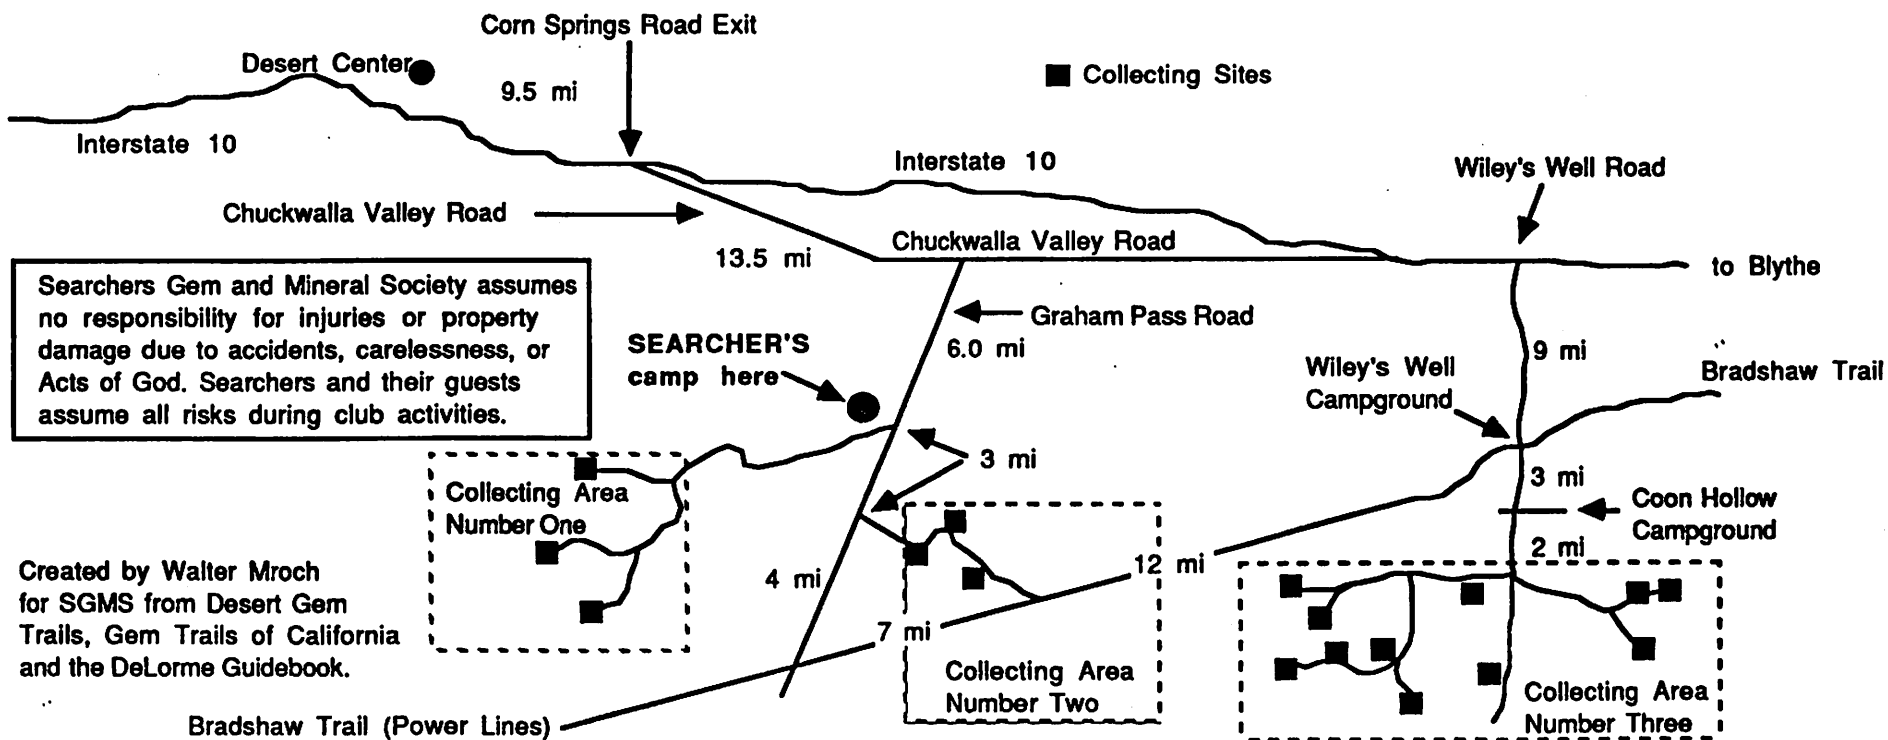 Corn Springs Road Exit
Desert Center
9.5 mi
Collecting Sites
Interstate 10
Interstate 10
Wiley's Well Road
Chuckwalla Valley Road
13.5 mi
Chuckwalla Valley Road
to Blythe
Searchers Gem and Mineral Society assumes
no responsibility for injuries or property
damage due to accidents, carelessness, or
Acts of God. Searchers and their guests
assume all risks during club activities.
Graham Pass Road
6.0 mi
SEARCHER'S
camp here
9 mi
Wiley's Well
Campground
Bradshaw Trail
3 mi
3 mi
Collecting Area
Number One
Coon Hollow
Campground
2 mi
12 mi
4 mi
7 mi
Created by Walter Mroch
for SGMS from Desert Gem
Trails, Gem Trails of California
and the DeLorme Guidebook.
Collecting Area
Number Two
Collecting Area
Number Three
Bradshaw Trail (Power Lines)